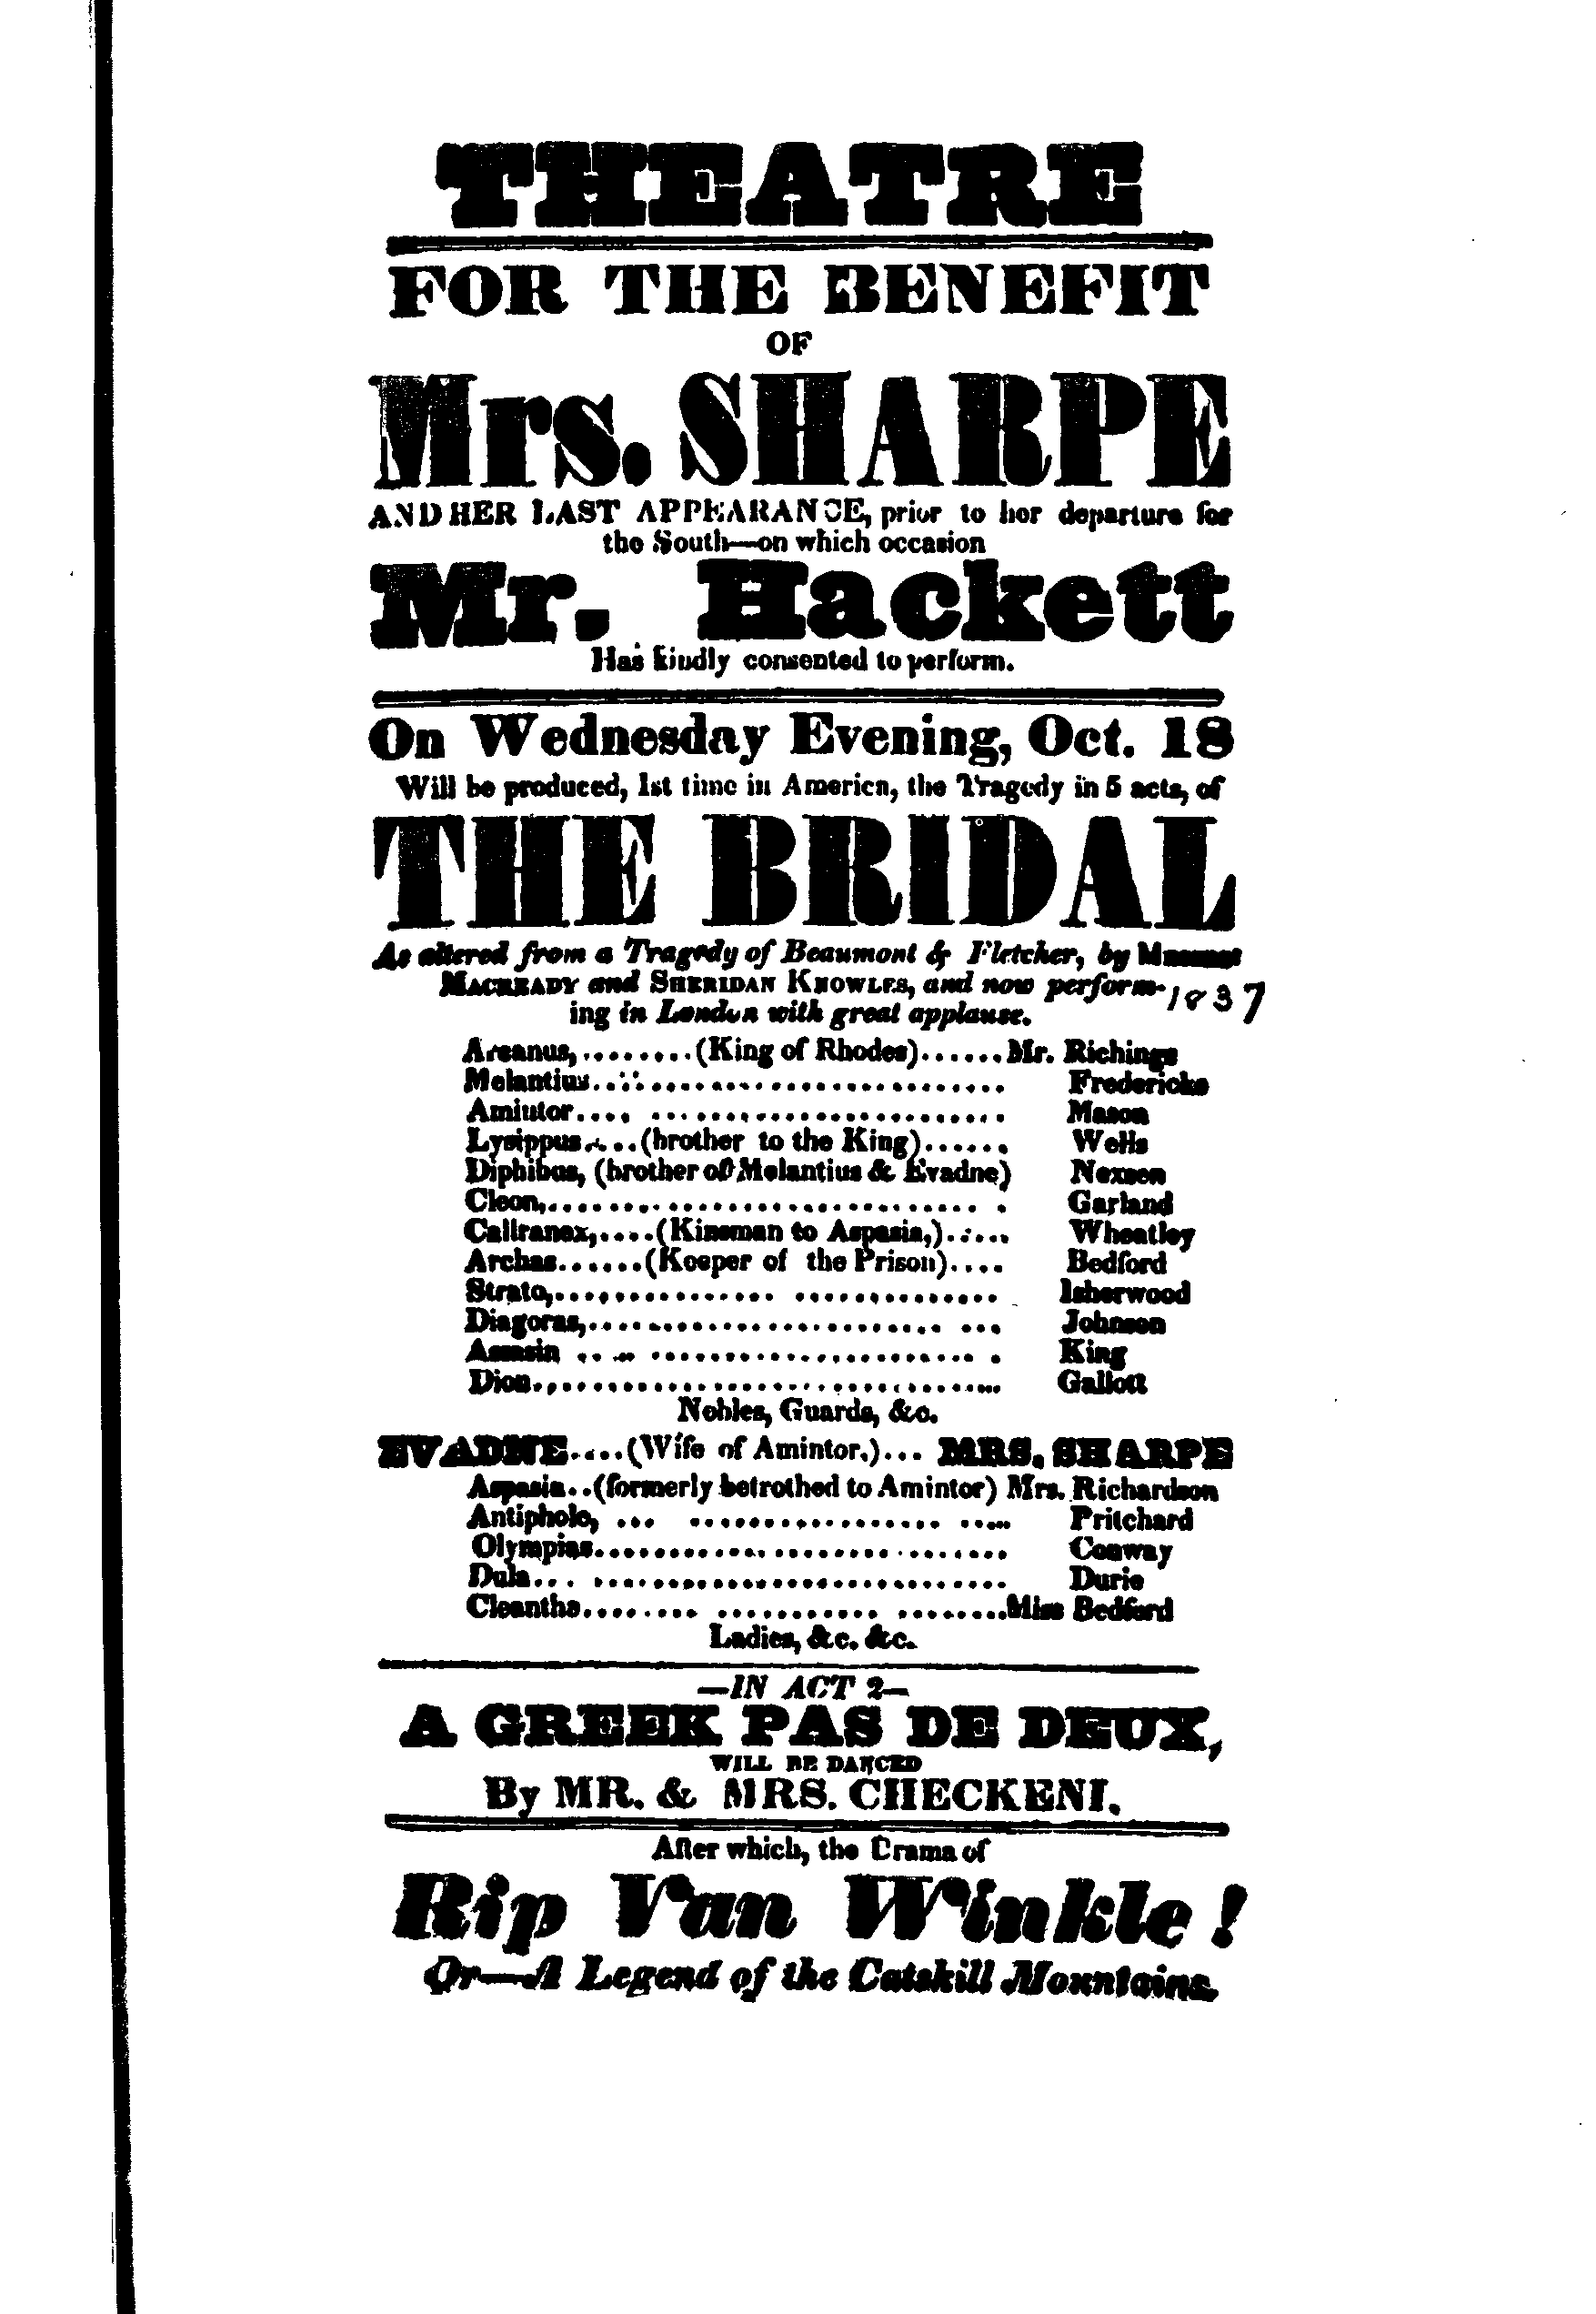 THEATRE
FOR THE BENEFIT
OF
Mrs. SHARPE
AND HER LAST APPEARANCE, prior to her departure for
the South—on which occasion
Mr. Hackett
Has kindly consented to perform.
On Wednesday Evening, Oct. 18
Will be produced, 1st time in America, the Tragedy in 5 acts, of
THE BRIDAL
As altered from a Tragedy of Beaumont & Fletcher, by Messrs
MACREADY and SHERIDAN KNOWLES, and now perform-
1837
ing in London with great applause.
Arcanus,........(King of Rhodes)......Mr. Richings
Melantius........................... Fredericks
Amintor.... ........................ Mason
Lysippus....(brother to the King)...... Wells
Diphibas, (brother of Melantius & Evadne) Nexsen
Cleon,.............................. Garland
Callranax,....(Kinsman to Aspasia,)..... Wheatley
Archas......(Keeper of the Prison).... Bedford
Strato,............... .............. Isherwood
Diagoras,........................ ... Johnson
Assasin .. .. ...................... . King
Dion,............................... Gallott
Nobles, Guards, &c.
EVADNE....(Wife of Amintor.)... MRS. SHARPE
Aspasia..(formerly betrothed to Amintor) Mrs. Richardson
Antiphole, ... ................. .... Pritchard
Olympias............................ Conway
Dula... ............................ Durie
Cleanthe........ ........... ........Miss Bedford
Ladies, &c. &c.
—IN ACT 2—
A GREEK PAS DE DEUX,
WILL BE DANCED
By MR. & MRS. CHECKENI.
After which, the Drama of
Rip Van Winkle!
Or—A Legend of the Catskill Mountains.